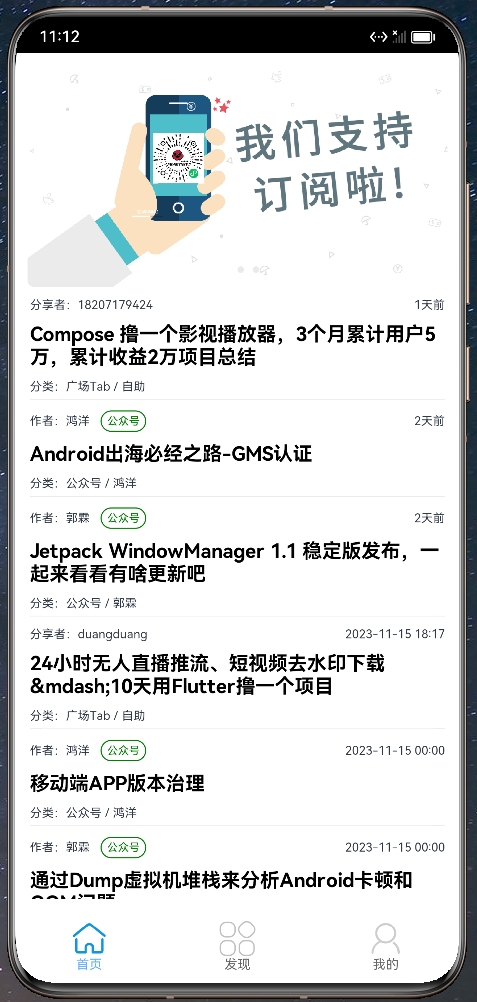 11:12
我们支持
订阅啦!
分享者：18207179424
1天前
Compose 撸一个影视播放器，3个月累计用户5
万，累计收益2万项目总结
分类：广场Tab / 自助
作者：鸿洋 公众号
2天前
Android出海必经之路-GMS认证
分类：公众号 / 鸿洋
作者：郭霖 公众号
2天前
Jetpack WindowManager 1.1 稳定版发布，一
起来看看有啥更新吧
分类：公众号 / 郭霖
分享者：duangduang
2023-11-15 18:17
24小时无人直播推流、短视频去水印下载
&mdash;10天用Flutter撸一个项目
分类：广场Tab / 自助
作者：鸿洋 公众号
2023-11-15 00:00
移动端APP版本治理
分类：公众号 / 鸿洋
作者：郭霖 公众号
2023-11-15 00:00
通过Dump虚拟机堆栈来分析Android卡顿和
首页
发现
我的